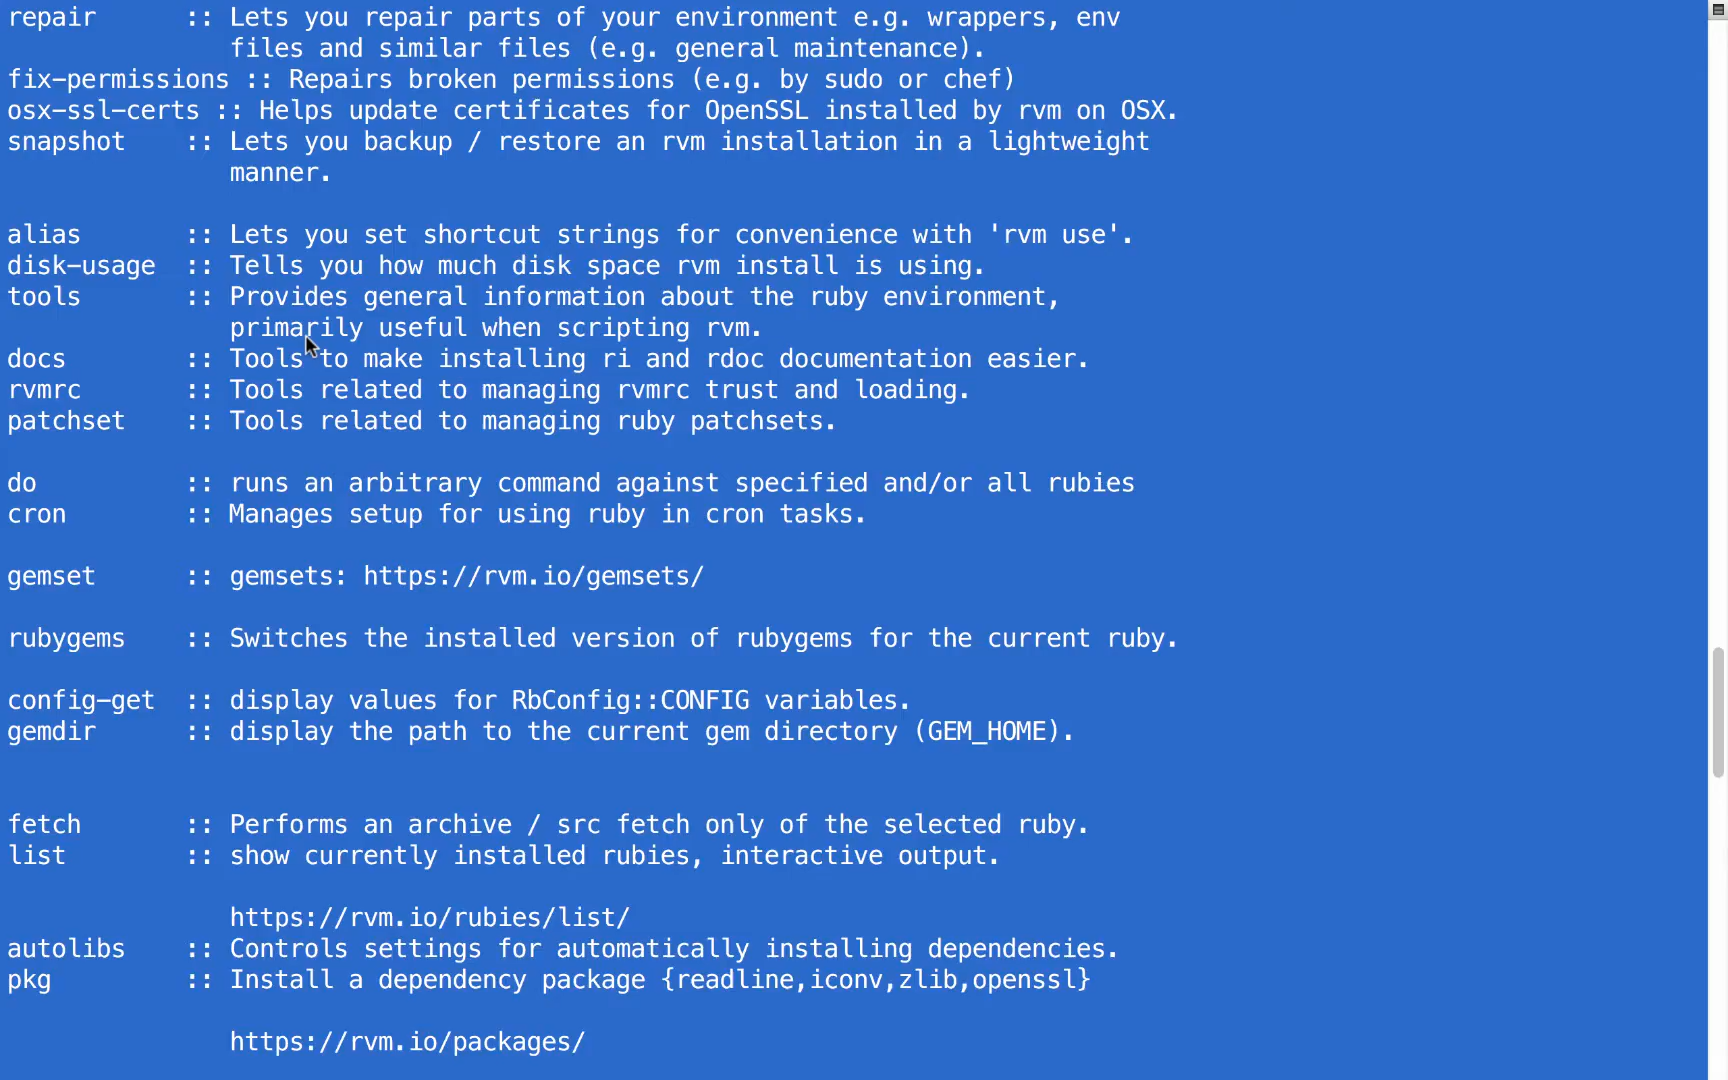 repair      :: Lets you repair parts of your environment e.g. wrappers, env
               files and similar files (e.g. general maintenance).
fix-permissions :: Repairs broken permissions (e.g. by sudo or chef)
osx-ssl-certs :: Helps update certificates for OpenSSL installed by rvm on OSX.
snapshot    :: Lets you backup / restore an rvm installation in a lightweight
               manner.

alias       :: Lets you set shortcut strings for convenience with 'rvm use'.
disk-usage  :: Tells you how much disk space rvm install is using.
tools       :: Provides general information about the ruby environment,
               primarily useful when scripting rvm.
docs        :: Tools to make installing ri and rdoc documentation easier.
rvmrc       :: Tools related to managing rvmrc trust and loading.
patchset    :: Tools related to managing ruby patchsets.

do          :: runs an arbitrary command against specified and/or all rubies
cron        :: Manages setup for using ruby in cron tasks.

gemset      :: gemsets: https://rvm.io/gemsets/

rubygems    :: Switches the installed version of rubygems for the current ruby.

config-get  :: display values for RbConfig::CONFIG variables.
gemdir      :: display the path to the current gem directory (GEM_HOME).


fetch       :: Performs an archive / src fetch only of the selected ruby.
list        :: show currently installed rubies, interactive output.

               https://rvm.io/rubies/list/
autolibs    :: Controls settings for automatically installing dependencies.
pkg         :: Install a dependency package {readline,iconv,zlib,openssl}

               https://rvm.io/packages/